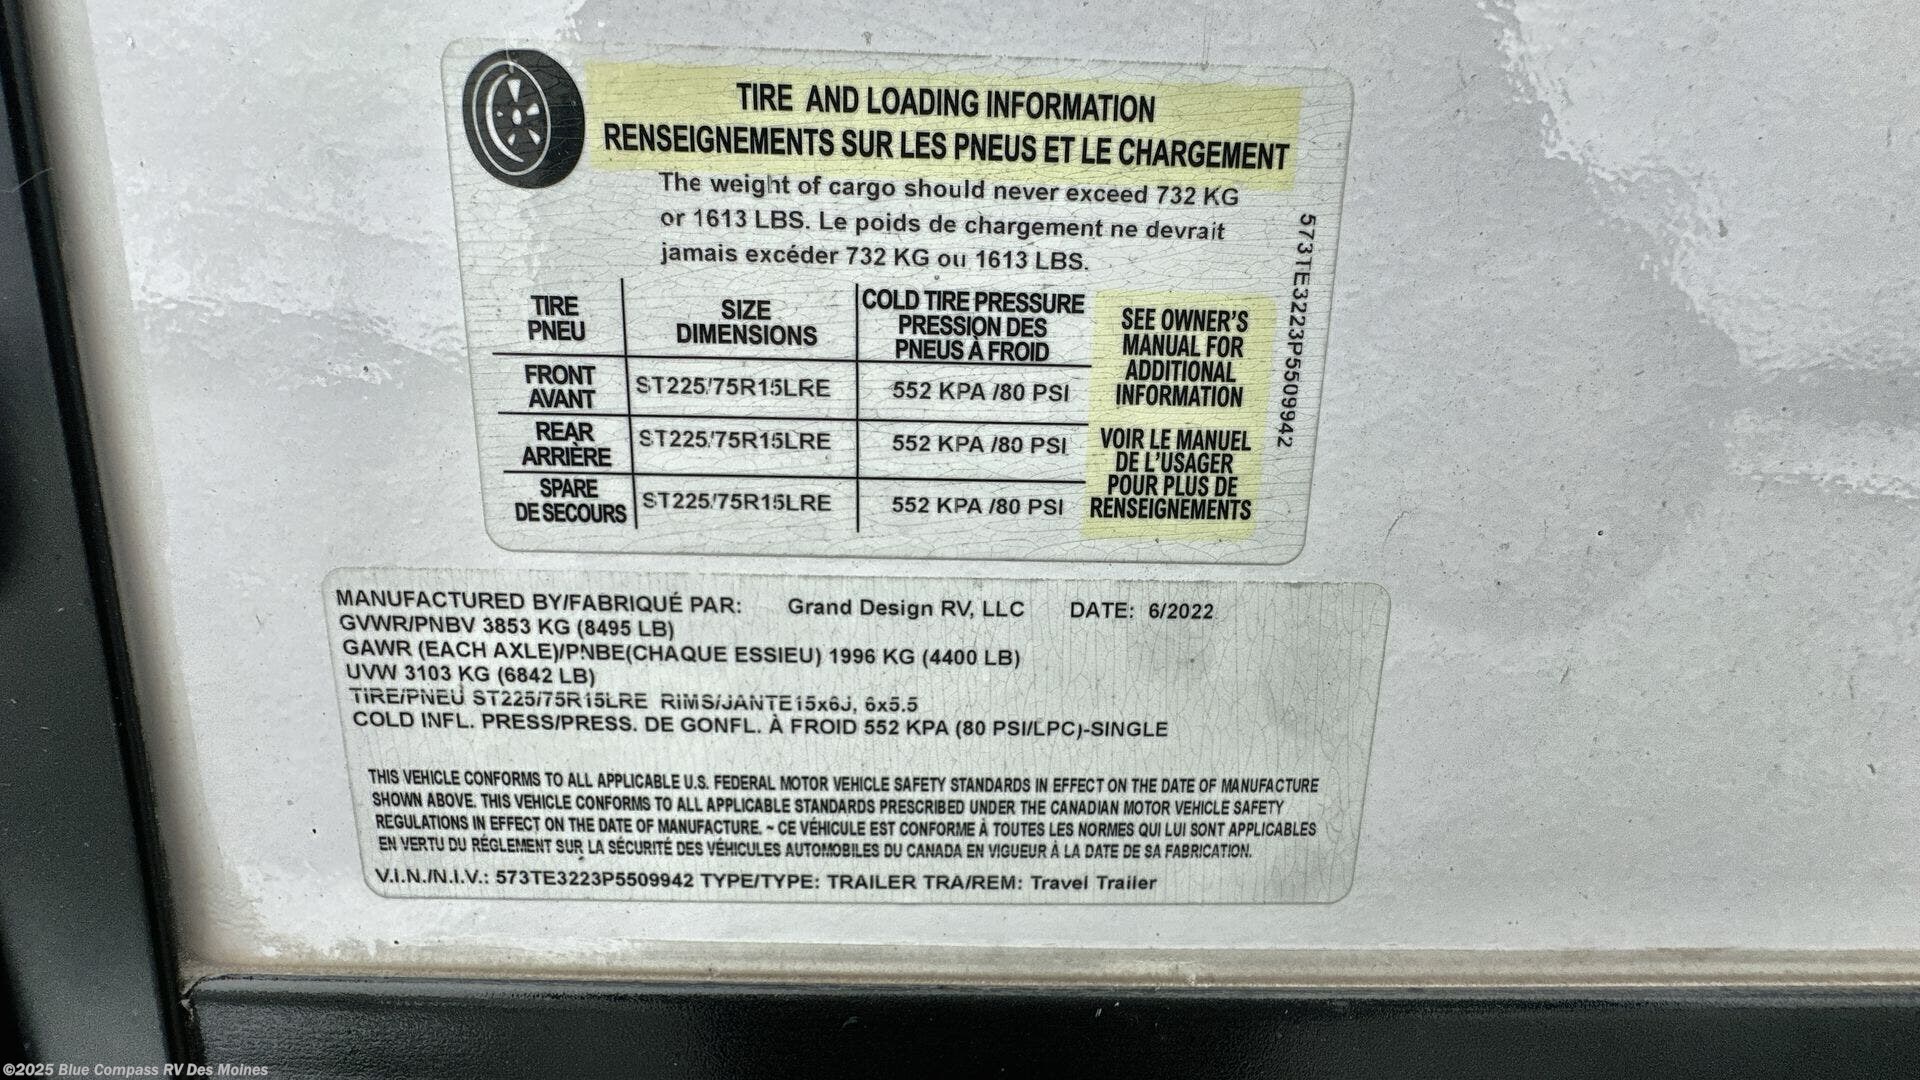 TIRE AND LOADING INFORMATION
RENSEIGNEMENTS SUR LES PNEUS ET LE CHARGEMENT
The weight of cargo should never exceed 732 KG
or 1613 LBS. Le poids de chargement ne devrait
jamais excéder 732 KG ou 1613 LBS.
TIRE PNEU
SIZE DIMENSIONS
COLD TIRE PRESSURE PRESSION DES PNEUS À FROID
FRONT AVANT
ST225/75R15LRE
552 KPA /80 PSI
REAR ARRIÈRE
ST225/75R15LRE
552 KPA /80 PSI
SPARE DE SECOURS
ST225/75R15LRE
552 KPA /80 PSI
SEE OWNER'S
MANUAL FOR
ADDITIONAL
INFORMATION
VOIR LE MANUEL
DE L'USAGER
POUR PLUS DE
RENSEIGNEMENTS
573TE3223P5509942
MANUFACTURED BY/FABRIQUÉ PAR: Grand Design RV, LLC DATE: 6/2022
GVWR/PNBV 3853 KG (8495 LB)
GAWR (EACH AXLE)/PNBE(CHAQUE ESSIEU) 1996 KG (4400 LB)
UVW 3103 KG (6842 LB)
TIRE/PNEU ST225/75R15LRE RIMS/JANTE15x6J, 6x5.5
COLD INFL. PRESS/PRESS. DE GONFL. À FROID 552 KPA (80 PSI/LPC)-SINGLE
THIS VEHICLE CONFORMS TO ALL APPLICABLE U.S. FEDERAL MOTOR VEHICLE SAFETY STANDARDS IN EFFECT ON THE DATE OF MANUFACTURE
SHOWN ABOVE. THIS VEHICLE CONFORMS TO ALL APPLICABLE STANDARDS PRESCRIBED UNDER THE CANADIAN MOTOR VEHICLE SAFETY
REGULATIONS IN EFFECT ON THE DATE OF MANUFACTURE. ~ CE VÉHICULE EST CONFORME À TOUTES LES NORMES QUI LUI SONT APPLICABLES
EN VERTU DU RÉGLEMENT SUR LA SÉCURITÉ DES VÉHICULES AUTOMOBILES DU CANADA EN VIGUEUR À LA DATE DE SA FABRICATION.
V.I.N./N.I.V.: 573TE3223P5509942 TYPE/TYPE: TRAILER TRA/REM: Travel Trailer
©2025 Blue Compass RV Des Moines